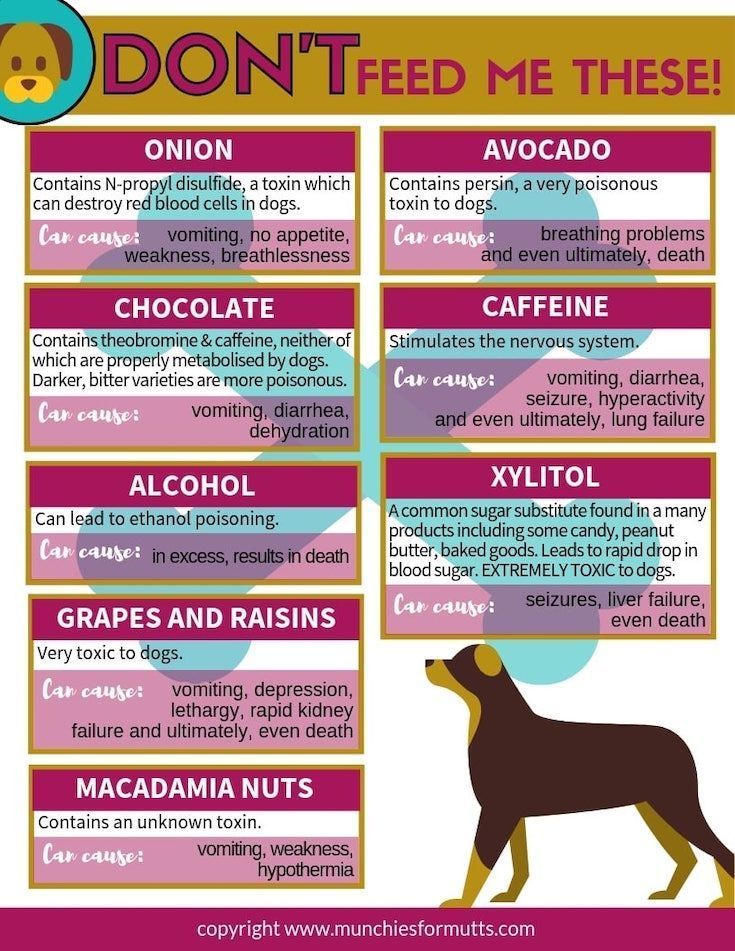 DON'T FEED ME THESE!
ONION
Contains N-propyl disulfide, a toxin which
can destroy red blood cells in dogs.
Can cause: vomiting, no appetite,
weakness, breathlessness
CHOCOLATE
Contains theobromine & caffeine, neither of
which are properly metabolised by dogs.
Darker, bitter varieties are more poisonous.
Can cause: vomiting, diarrhea,
dehydration
ALCOHOL
Can lead to ethanol poisoning.
Can cause: in excess, results in death
GRAPES AND RAISINS
Very toxic to dogs.
Can cause: vomiting, depression,
lethargy, rapid kidney
failure and ultimately, even death
MACADAMIA NUTS
Contains an unknown toxin.
Can cause: vomiting, weakness,
hypothermia
AVOCADO
Contains persin, a very poisonous
toxin to dogs.
Can cause: breathing problems
and even ultimately, death
CAFFEINE
Stimulates the nervous system.
Can cause: vomiting, diarrhea,
seizure, hyperactivity
and even ultimately, lung failure
XYLITOL
A common sugar substitute found in a many
products including some candy, peanut
butter, baked goods. Leads to rapid drop in
blood sugar. EXTREMELY TOXIC to dogs.
Can cause: seizures, liver failure,
even death
copyright www.munchiesformutts.com